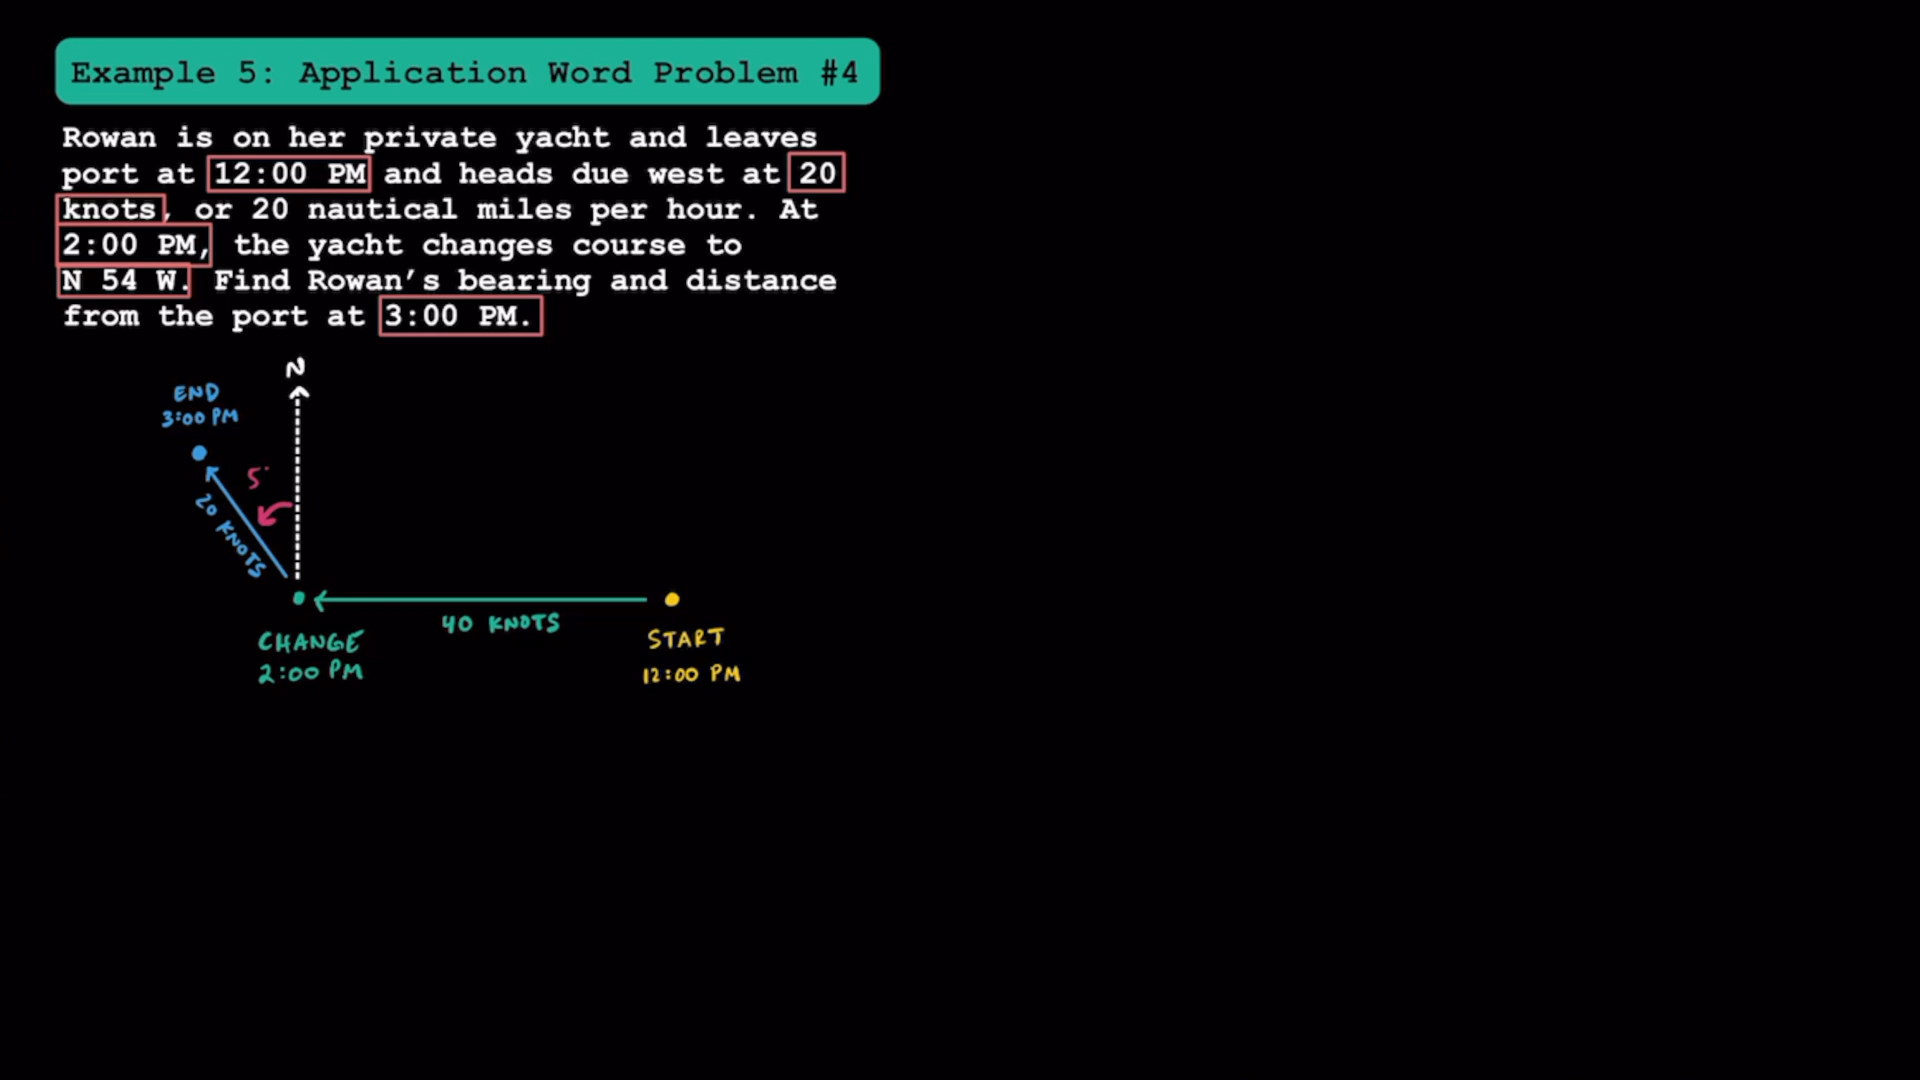 Example 5: Application Word Problem #4
Rowan is on her private yacht and leaves
port at 12:00 PM and heads due west at 20
knots, or 20 nautical miles per hour. At
2:00 PM, the yacht changes course to
N 54 W. Find Rowan’s bearing and distance
from the port at 3:00 PM.
N
END
3:00 PM
5
20 KNOTS
40 KNOTS
CHANGE
2:00 PM
START
12:00 PM